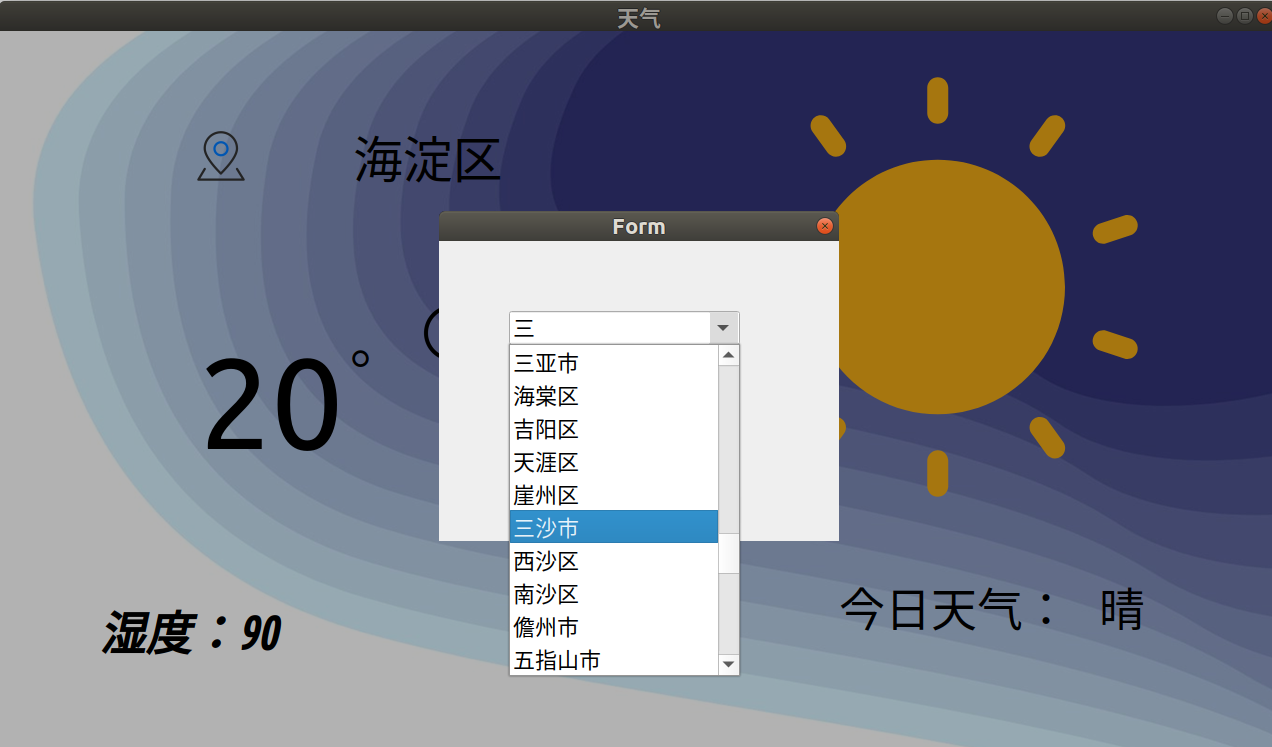 天气
海淀区
Form
三
三亚市
海棠区
吉阳区
天涯区
崖州区
三沙市
西沙区
南沙区
儋州市
五指山市
20°
湿度：90
今日天气： 晴